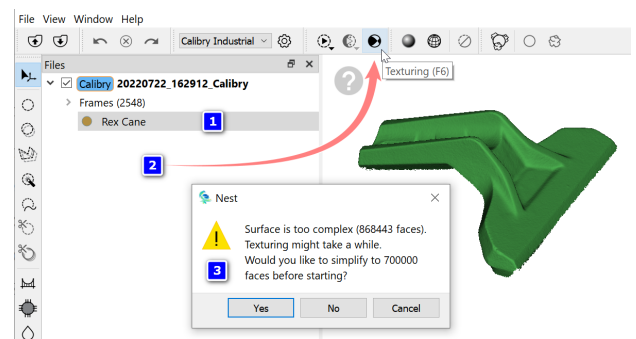 File View Window Help
Calibry Industrial
Files
Texturing (F6)
?
Calibry 20220722_162912_Calibry
Frames (2548)
Rex Cane
1
2
Nest
Surface is too complex (868443 faces).
Texturing might take a while.
Would you like to simplify to 700000
faces before starting?
3
Yes No Cancel